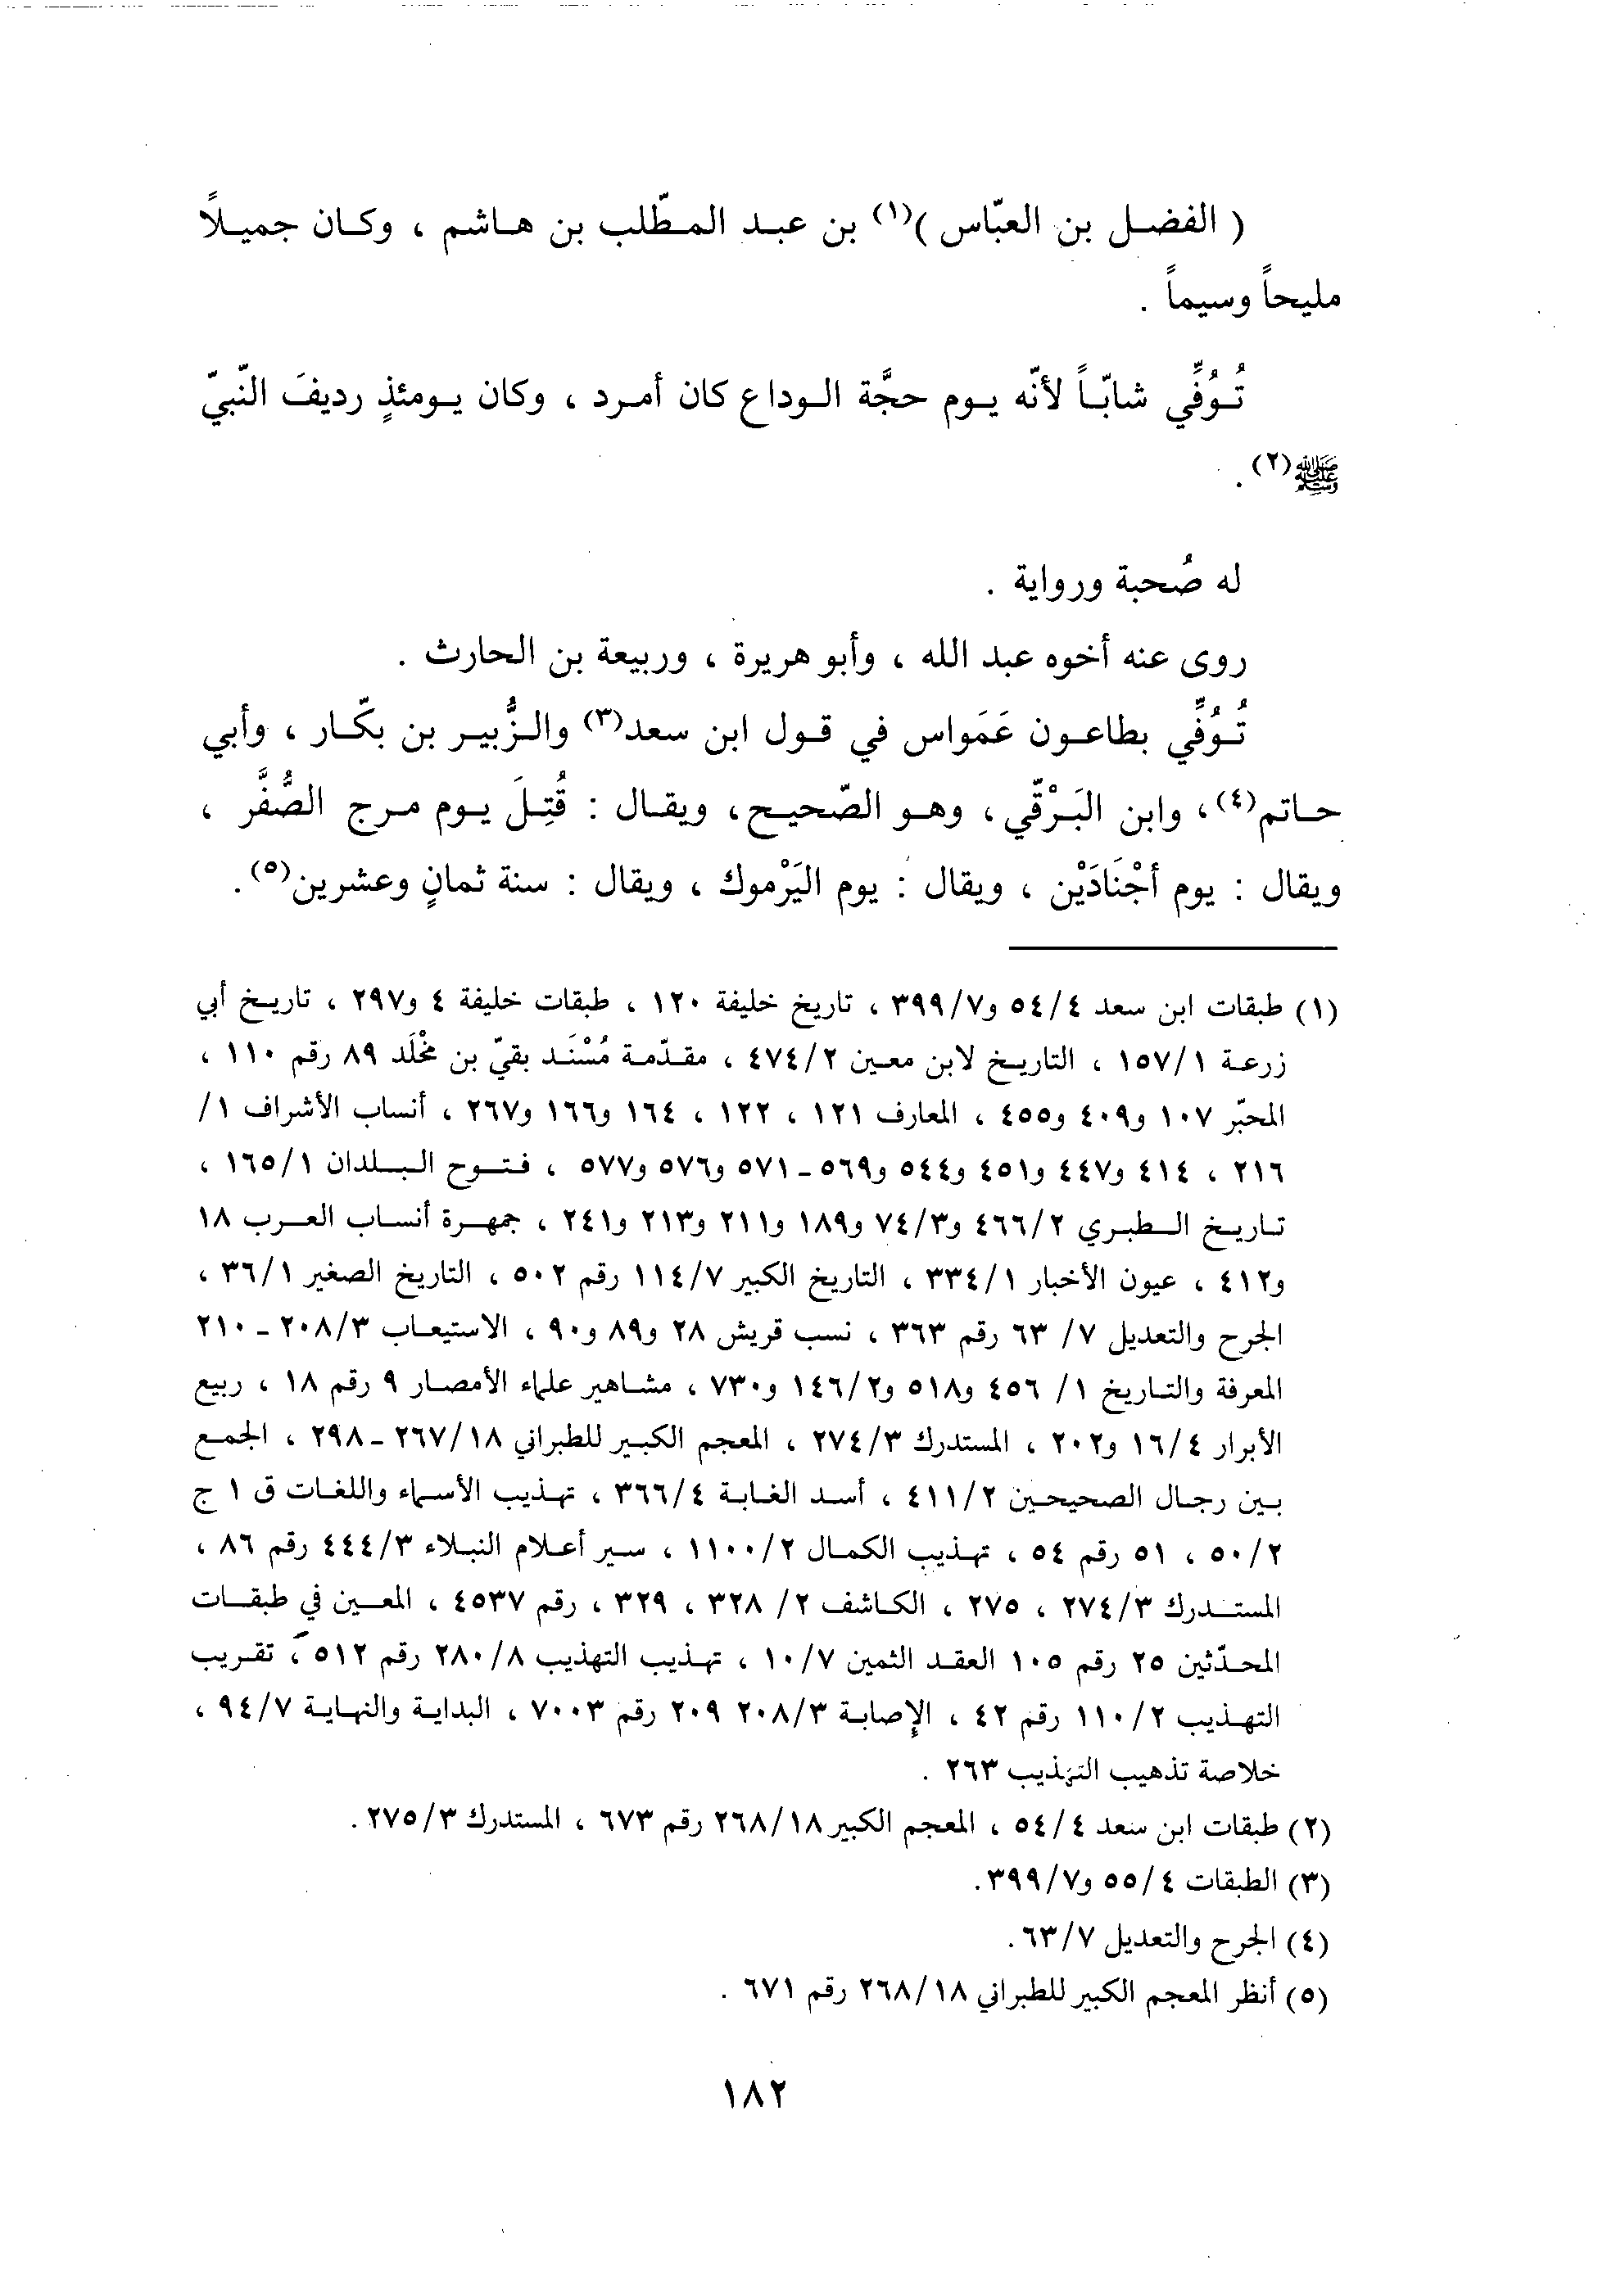 ( الفضل بن العبّاس )(١) بن عبد المطّلب بن هاشم ، وكان جميلاً
مليحاً وسيماً .
تُوُفِّي شابّاً لأنّه يوم حجَّة الوداع كان أمرد ، وكان يومئذٍ رديفَ النّبيّ
ﷺ(٢) .
له صُحبة ورواية .
روى عنه أخوه عبد الله ، وأبو هريرة ، وربيعة بن الحارث .
تُوُفِّي بطاعون عَمَواس في قول ابن سعد(٣) والزُّبير بن بكّار ، وأبي
حاتم(٤)، وابن البَرْقّي ، وهو الصّحيح، ويقال : قُتِلَ يوم مرج الصُّفَّر ،
ويقال : يوم أجْنَادَيْن ، ويقال : يوم اليَرْموك ، ويقال : سنة ثمانٍ وعشرين(٥) .
(١) طبقات ابن سعد ٥٤/٤ و٣٩٩/٧ ، تاريخ خليفة ١٢٠ ، طبقات خليفة ٤ و٢٩٧ ، تاريخ أبي
زرعة ١٥٧/١ ، التاريخ لابن معين ٤٧٤/٢ ، مقدّمة مُسْنَد بقيّ بن مخْلَد ٨٩ رقم ١١٠ ،
المحبّر ١٠٧ و٤٠٩ و٤٥٥ ، المعارف ١٢١ ، ١٢٢ ، ١٦٤ و١٦٦ و٢٦٧ ، أنساب الأشراف ١/
٢١٦ ، ٤١٤ و٤٤٧ و٤٥١ و٥٤٤ و٥٦٩ ـ ٥٧١ و٥٧٦ و٥٧٧ ، فتوح البلدان ١٦٥/١ ،
تاريخ الطبري ٤٦٦/٢ و٧٤/٣ و١٨٩ و٢١١ و٢١٣ و٢٤١ ، جمهرة أنساب العرب ١٨
و٤١٢ ، عيون الأخبار ٣٣٤/١ ، التاريخ الكبير ١١٤/٧ رقم ٥٠٢ ، التاريخ الصغير ٣٦/١ ،
الجرح والتعديل ٧/ ٦٣ رقم ٣٦٣ ، نسب قريش ٢٨ و٨٩ و٩٠ ، الاستيعاب ٢٠٨/٣ ـ ٢١٠
المعرفة والتاريخ ١/ ٤٥٦ و٥١٨ و١٤٦/٢ و٧٣٠ ، مشاهير علماء الأمصار ٩ رقم ١٨ ، ربيع
الأبرار ١٦/٤ و٢٠٢ ، المستدرك ٢٧٤/٣ ، المعجم الكبير للطبراني ٢٦٧/١٨ ـ ٢٩٨ ، الجمع
بين رجال الصحيحين ٤١١/٢ ، أسد الغابة ٣٦٦/٤ ، تهذيب الأسماء واللغات ق ١ ج
٥٠/٢ ، ٥١ رقم ٥٤ ، تهذيب الكمال ١١٠٠/٢ ، سير أعلام النبلاء ٤٤٤/٣ رقم ٨٦ ،
المستدرك ٢٧٤/٣ ، ٢٧٥ ، الكاشف ٢/ ٣٢٨ ، ٣٢٩ ، رقم ٤٥٣٧ ، المعين في طبقات
المحدّثين ٢٥ رقم ١٠٥ العقد الثمين ١٠/٧ ، تهذيب التهذيب ٢٨٠/٨ رقم ٥١٢ ، تقريب
التهذيب ١١٠/٢ رقم ٤٢ ، الإصابة ٢٠٨/٣ ٢٠٩ رقم ٧٠٠٣ ، البداية والنهاية ٩٤/٧ ،
خلاصة تذهيب التهذيب ٢٦٣ .
(٢) طبقات ابن سعد ٥٤/٤ ، المعجم الكبير ٢٦٨/١٨ رقم ٦٧٣ ، المستدرك ٢٧٥/٣ .
(٣) الطبقات ٥٥/٤ و٣٩٩/٧ .
(٤) الجرح والتعديل ٦٣/٧ .
(٥) أنظر المعجم الكبير للطبراني ٢٦٨/١٨ رقم ٦٧١ .
١٨٢